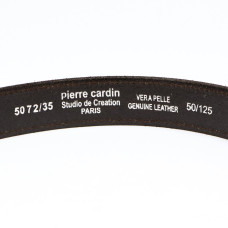 5072/35
Pierre cardin
Studio de Creation
PARIS
VERA PELLE
GENUINE LEATHER
50/125